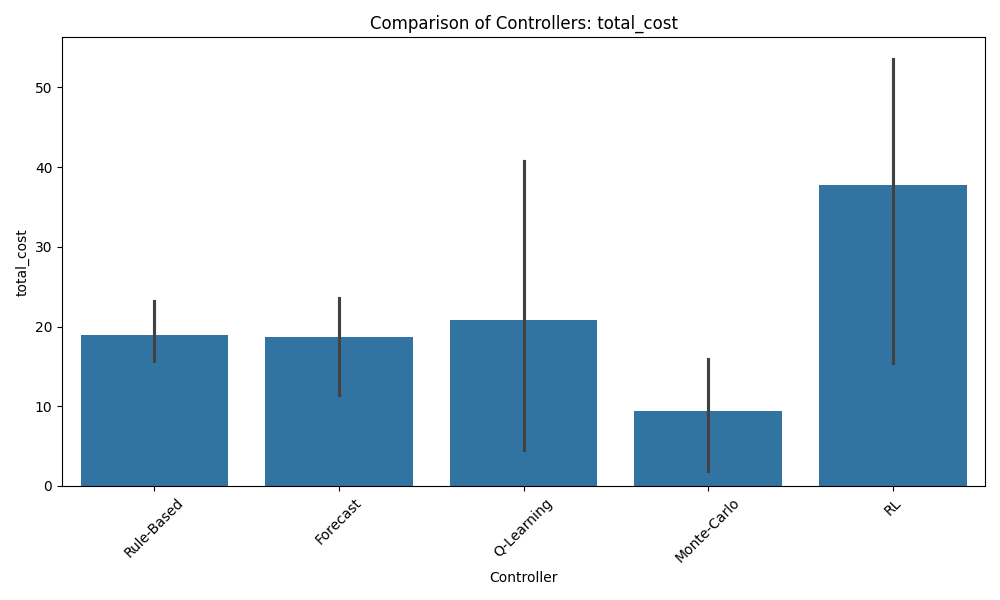 Comparison of Controllers: total_cost
total_cost
50
40
30
20
10
0
Rule-Based
Forecast
Q-Learning
Monte-Carlo
RL
Controller